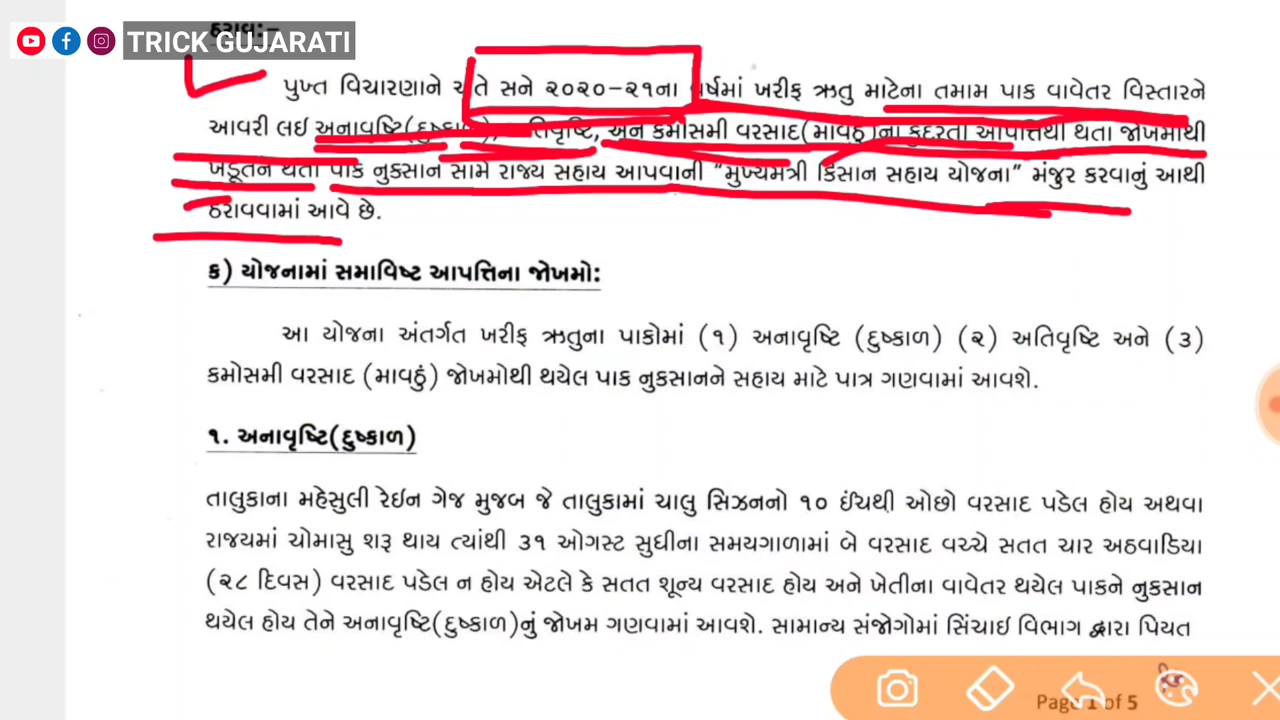 ઠરાવ:-
TRICK GUJARATI
પુખ્ત વિચારણાને અંતે સને ૨૦૨૦-૨૧ના વર્ષમાં ખરીફ ઋતુ માટેના તમામ પાક વાવેતર વિસ્તારને
આવરી લઈ અનાવૃષ્ટિ(દુષ્કાળ), અતિવૃષ્ટિ, અને કમોસમી વરસાદ(માવઠું)ના કુદરતી આપત્તિથી થતા જોખમોથી
ખેડૂતને થતા પાક નુકસાન સામે રાજ્ય સહાય આપવાની “મુખ્યમંત્રી કિસાન સહાય યોજના” મંજુર કરવાનું આથી
ઠરાવવામાં આવે છે.
ક) યોજનામાં સમાવિષ્ટ આપત્તિના જોખમો:
આ યોજના અંતર્ગત ખરીફ ઋતુના પાકોમાં (૧) અનાવૃષ્ટિ (દુષ્કાળ) (૨) અતિવૃષ્ટિ અને (૩)
કમોસમી વરસાદ (માવઠું) જોખમોથી થયેલ પાક નુકસાનને સહાય માટે પાત્ર ગણવામાં આવશે.
૧. અનાવૃષ્ટિ(દુષ્કાળ)
તાલુકાના મહેસુલી રેઈન ગેજ મુજબ જે તાલુકામાં ચાલુ સિઝનનો ૧૦ ઈંચથી ઓછો વરસાદ પડેલ હોય અથવા
રાજયમાં ચોમાસુ શરૂ થાય ત્યાંથી ૩૧ ઓગસ્ટ સુધીના સમયગાળામાં બે વરસાદ વચ્ચે સતત ચાર અઠવાડિયા
(૨૮ દિવસ) વરસાદ પડેલ ન હોય એટલે કે સતત શૂન્ય વરસાદ હોય અને ખેતીના વાવેતર થયેલ પાકને નુકસાન
થયેલ હોય તેને અનાવૃષ્ટિ(દુષ્કાળ)નું જોખમ ગણવામાં આવશે. સામાન્ય સંજોગોમાં સિંચાઈ વિભાગ દ્વારા પિયત
Page 1 of 5